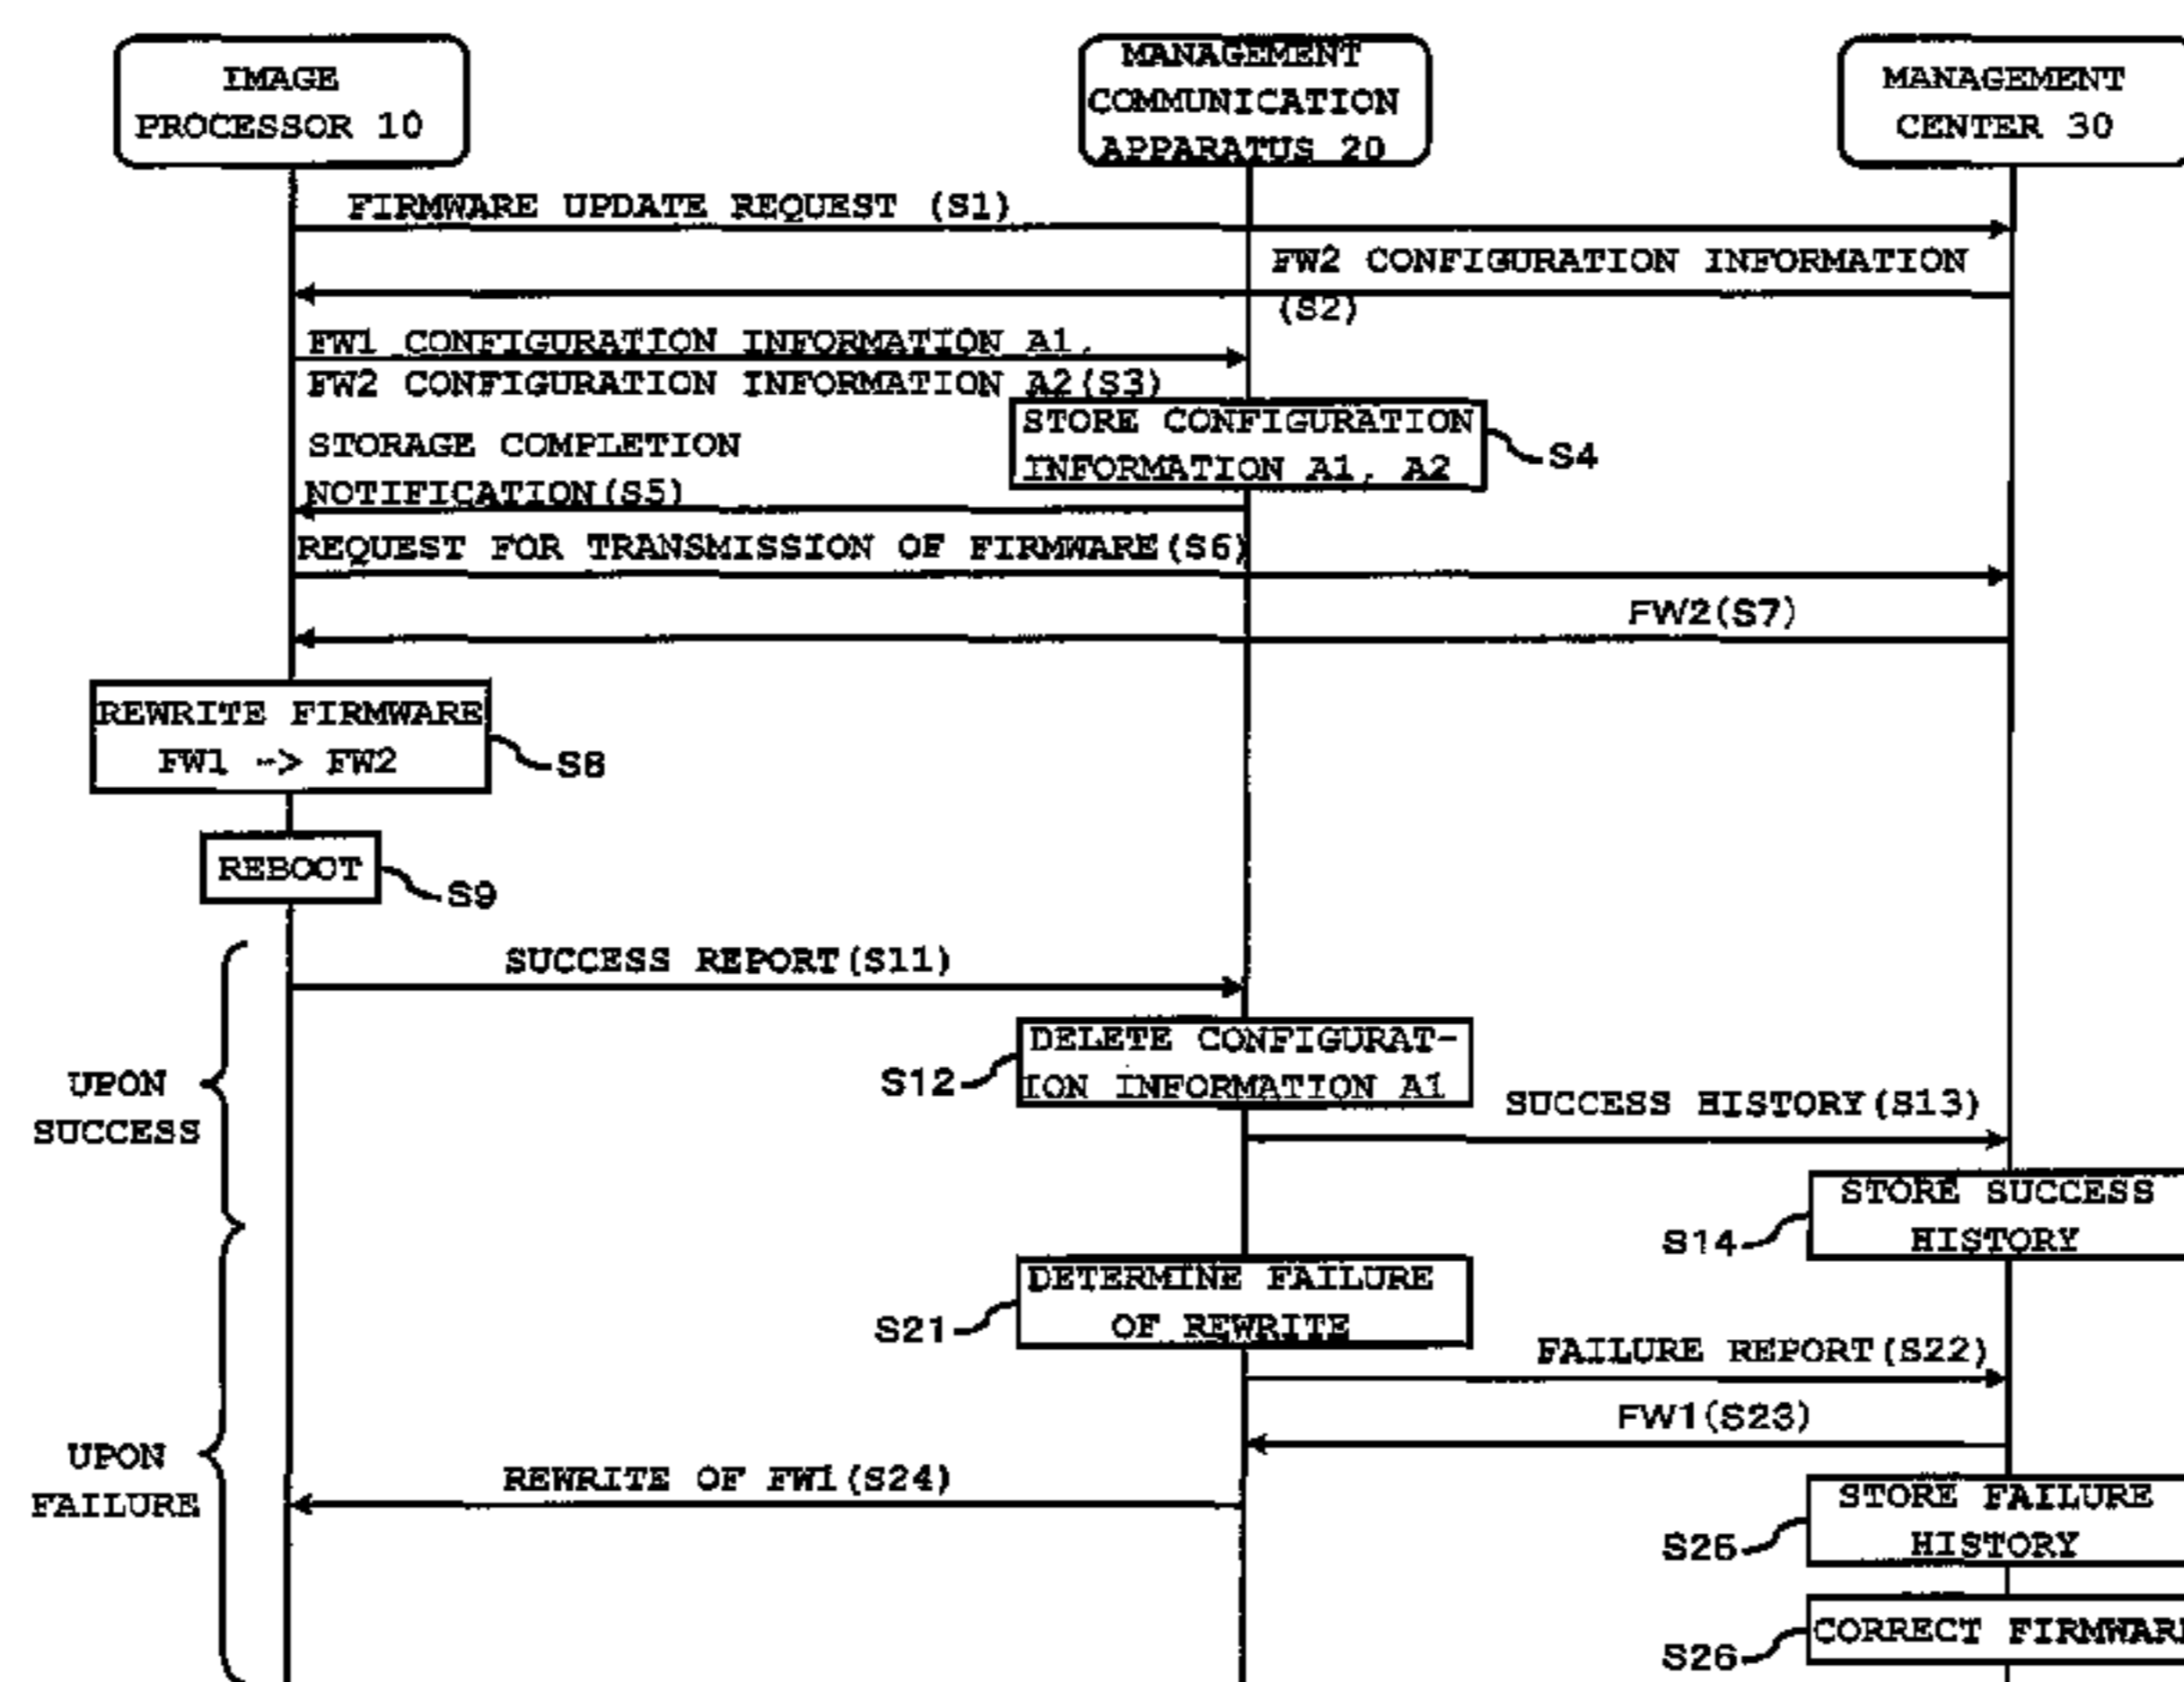 IMAGE
PROCESSOR 10
MANAGEMENT
COMMUNICATION
APPARATUS 20
MANAGEMENT
CENTER 30
FIRMWARE UPDATE REQUEST (S1)
FW2 CONFIGURATION INFORMATION
(S2)
FW1 CONFIGURATION INFORMATION A1,
FW2 CONFIGURATION INFORMATION A2(S3)
STORE CONFIGURATION
INFORMATION A1, A2
S4
STORAGE COMPLETION
NOTIFICATION(S5)
REQUEST FOR TRANSMISSION OF FIRMWARE(S6)
FW2(S7)
REWRITE FIRMWARE
FW1 -> FW2
S8
REBOOT
S9
UPON
SUCCESS
SUCCESS REPORT(S11)
DELETE CONFIGURAT-
ION INFORMATION A1
S12
SUCCESS HISTORY(S13)
STORE SUCCESS
HISTORY
S14
UPON
FAILURE
DETERMINE FAILURE
OF REWRITE
S21
FAILURE REPORT(S22)
FW1(S23)
REWRITE OF FW1(S24)
STORE FAILURE
HISTORY
S25
CORRECT FIRMWARE
S26